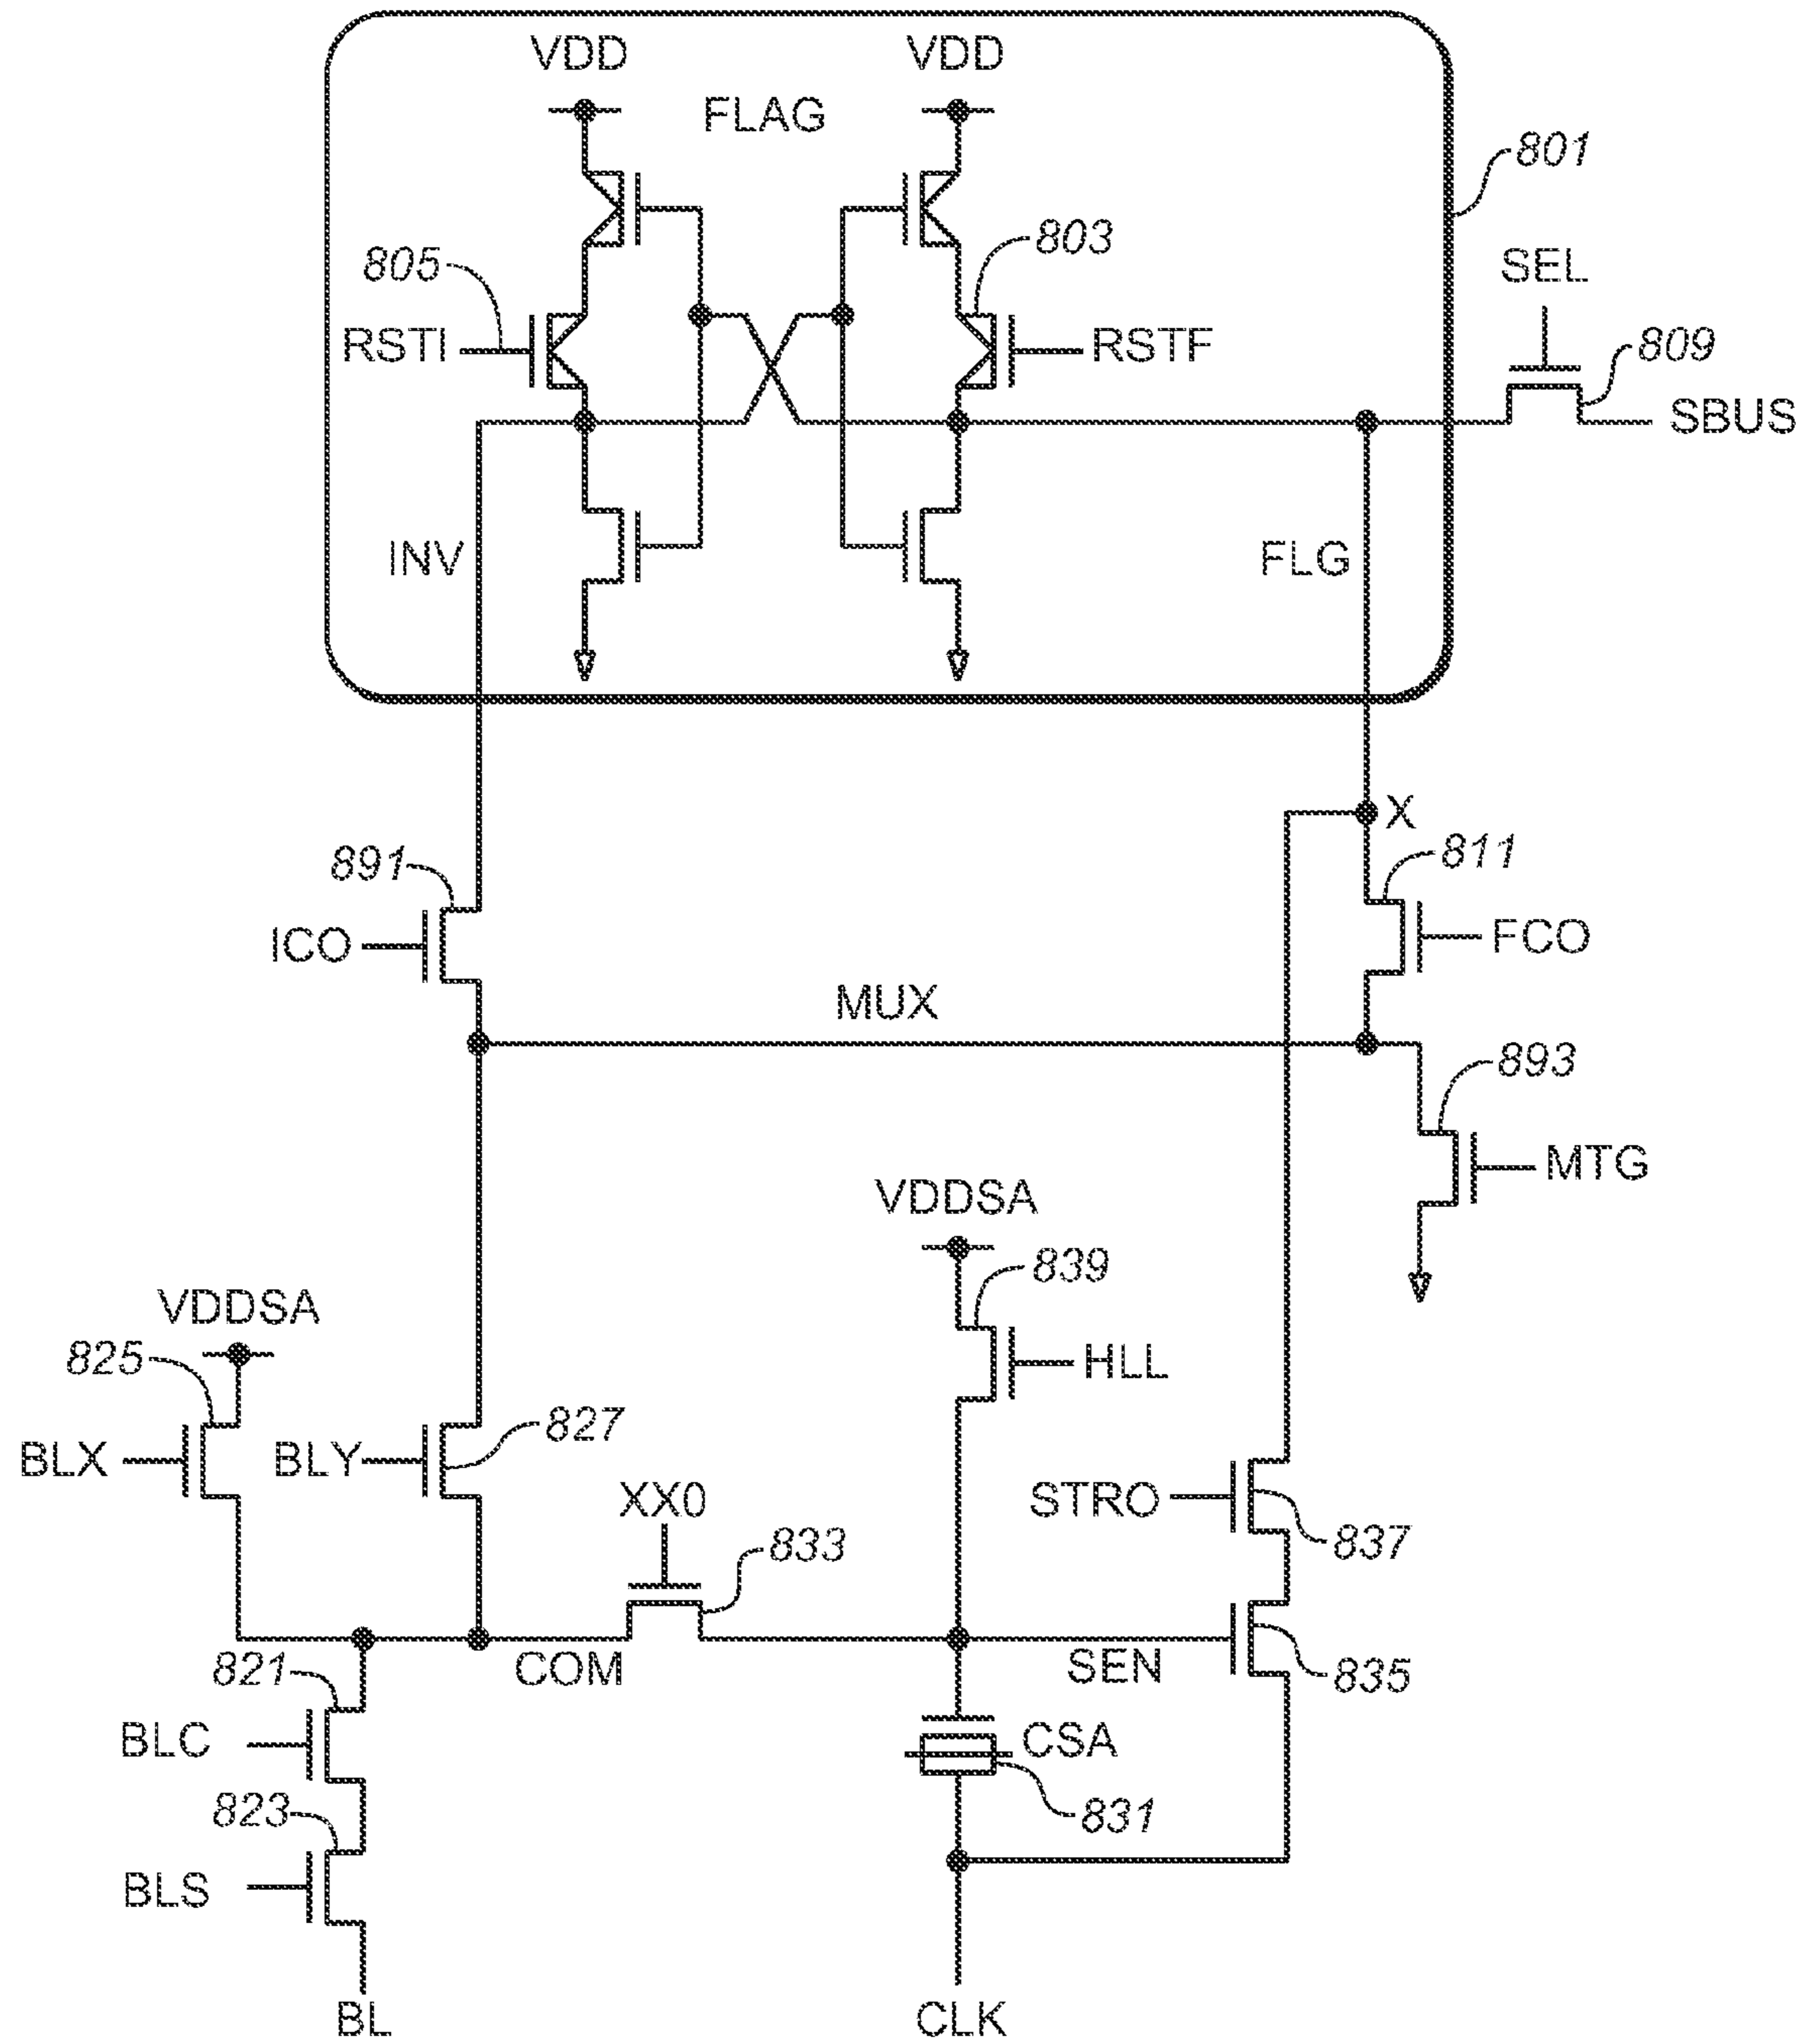 VDD VDD
FLAG
801
803
805
SEL
RSTI RSTF
809
SBUS
INV FLG
X
811
891
ICO FCO
MUX
893
MTG
VDDSA
839
VDDSA
825
HLL
827
BLX BLY
XX0 STRO
833 837
COM SEN
821 835
BLC CSA
823 831
BLS
BL CLK